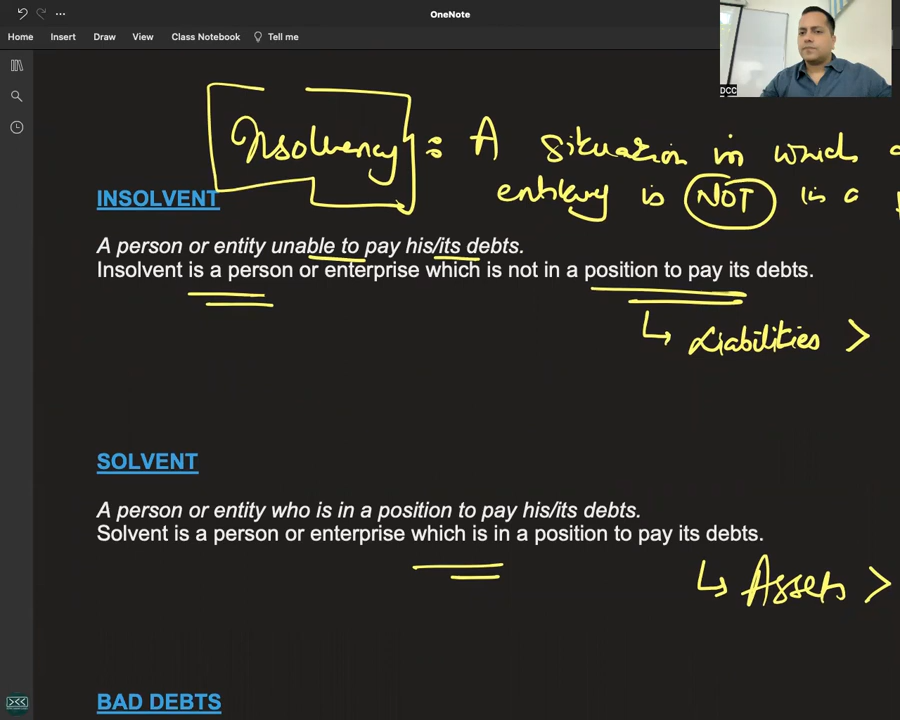 OneNote
Home Insert Draw View Class Notebook Tell me
DCC
Insolvency : A situation in which
entitiy is NOT in a
INSOLVENT
A person or entity unable to pay his/its debts.
Insolvent is a person or enterprise which is not in a position to pay its debts.
↳ Liabilities >
SOLVENT
A person or entity who is in a position to pay his/its debts.
Solvent is a person or enterprise which is in a position to pay its debts.
↳ Assets >
BAD DEBTS